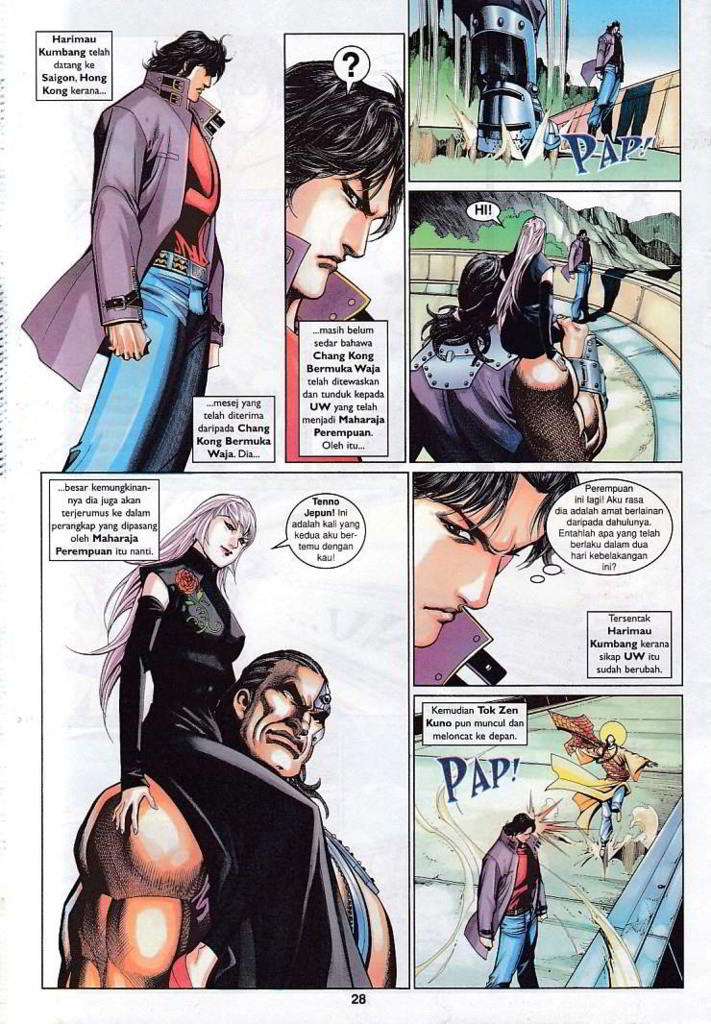 Harimau
Kumbang telah
datang ke
Saigon, Hong
Kong kerana...
...mesej yang
telah diterima
daripada Chang
Kong Bermuka
Waja. Dia...
?
...masih belum
sedar bahawa
Chang Kong
Bermuka Waja
telah ditewaskan
dan tunduk kepada
UW yang telah
menjadi Maharaja
Perempuan.
Oleh itu...
PAP!
HI!
...besar kemungkinan-
nya dia juga akan
terjerumus ke dalam
perangkap yang dipasang
oleh Maharaja
Perempuan itu nanti.
Tenno
Jepun! Ini
adalah kali yang
kedua aku ber-
temu dengan
kau!
Perempuan
ini lagi! Aku rasa
dia adalah amat berlainan
daripada dahulunya.
Entahlah apa yang telah
berlaku dalam dua
hari kebelakangan
ini?
Tersentak
Harimau
Kumbang kerana
sikap UW itu
sudah berubah.
Kemudian Tok Zen
Kuno pun muncul dan
meloncat ke depan.
PAP!
28